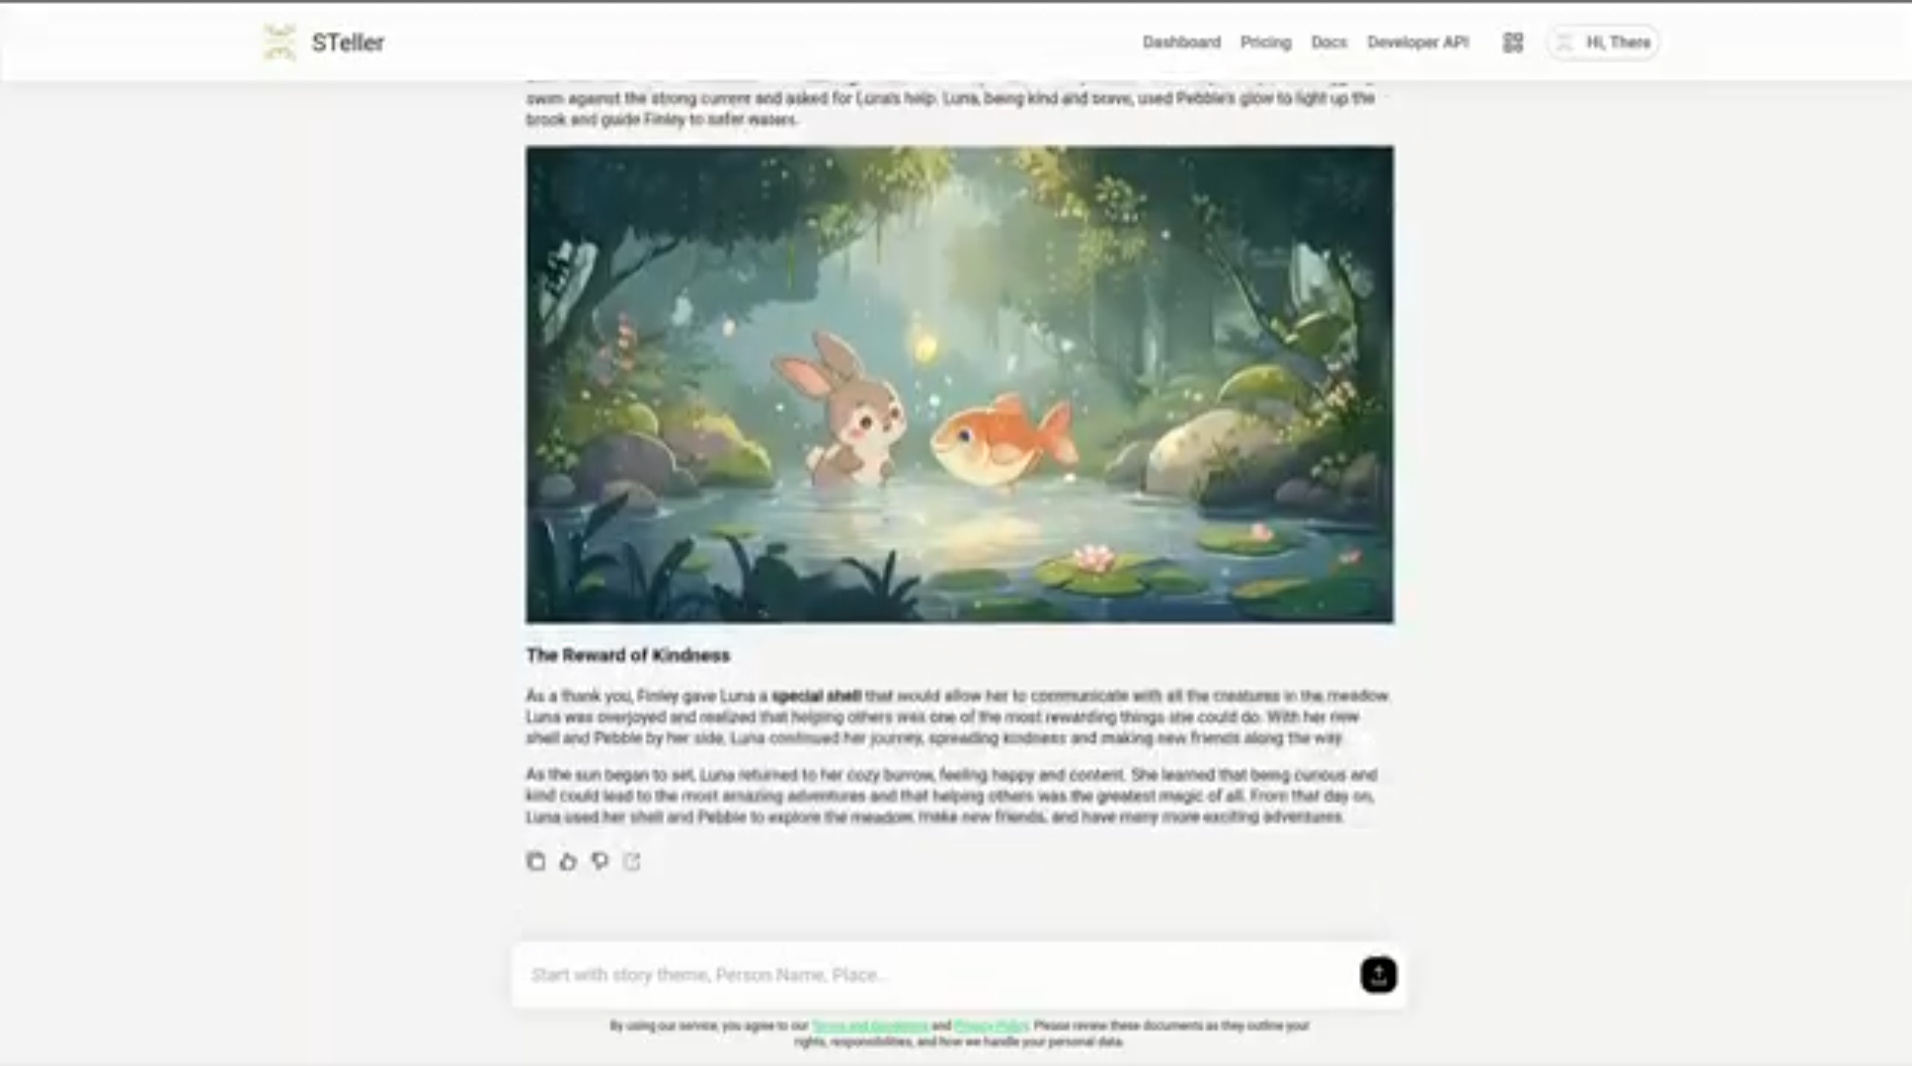 STeller
Dashboard Pricing Docs Developer API Hi, There
swim against the strong current and asked for Luna's help. Luna, being kind and brave, used Pebble's glow to light up the
brook and guide Finley to safer waters.
The Reward of Kindness
As a thank you, Finley gave Luna a special shell that would allow her to communicate with all the creatures in the meadow.
Luna was overjoyed and realized that helping others was one of the most rewarding things she could do. With her new
shell and Pebble by her side, Luna continued her journey, spreading kindness and making new friends along the way.
As the sun began to set, Luna returned to her cozy burrow, feeling happy and content. She learned that being curious and
kind could lead to the most amazing adventures and that helping others was the greatest magic of all. From that day on,
Luna used her shell and Pebble to explore the meadow, make new friends, and have many more exciting adventures.
Start with story theme, Person Name, Place...
By using our service, you agree to our Terms and Conditions and Privacy Policy. Please review these documents as they outline your
rights, responsibilities, and how we handle your personal data.